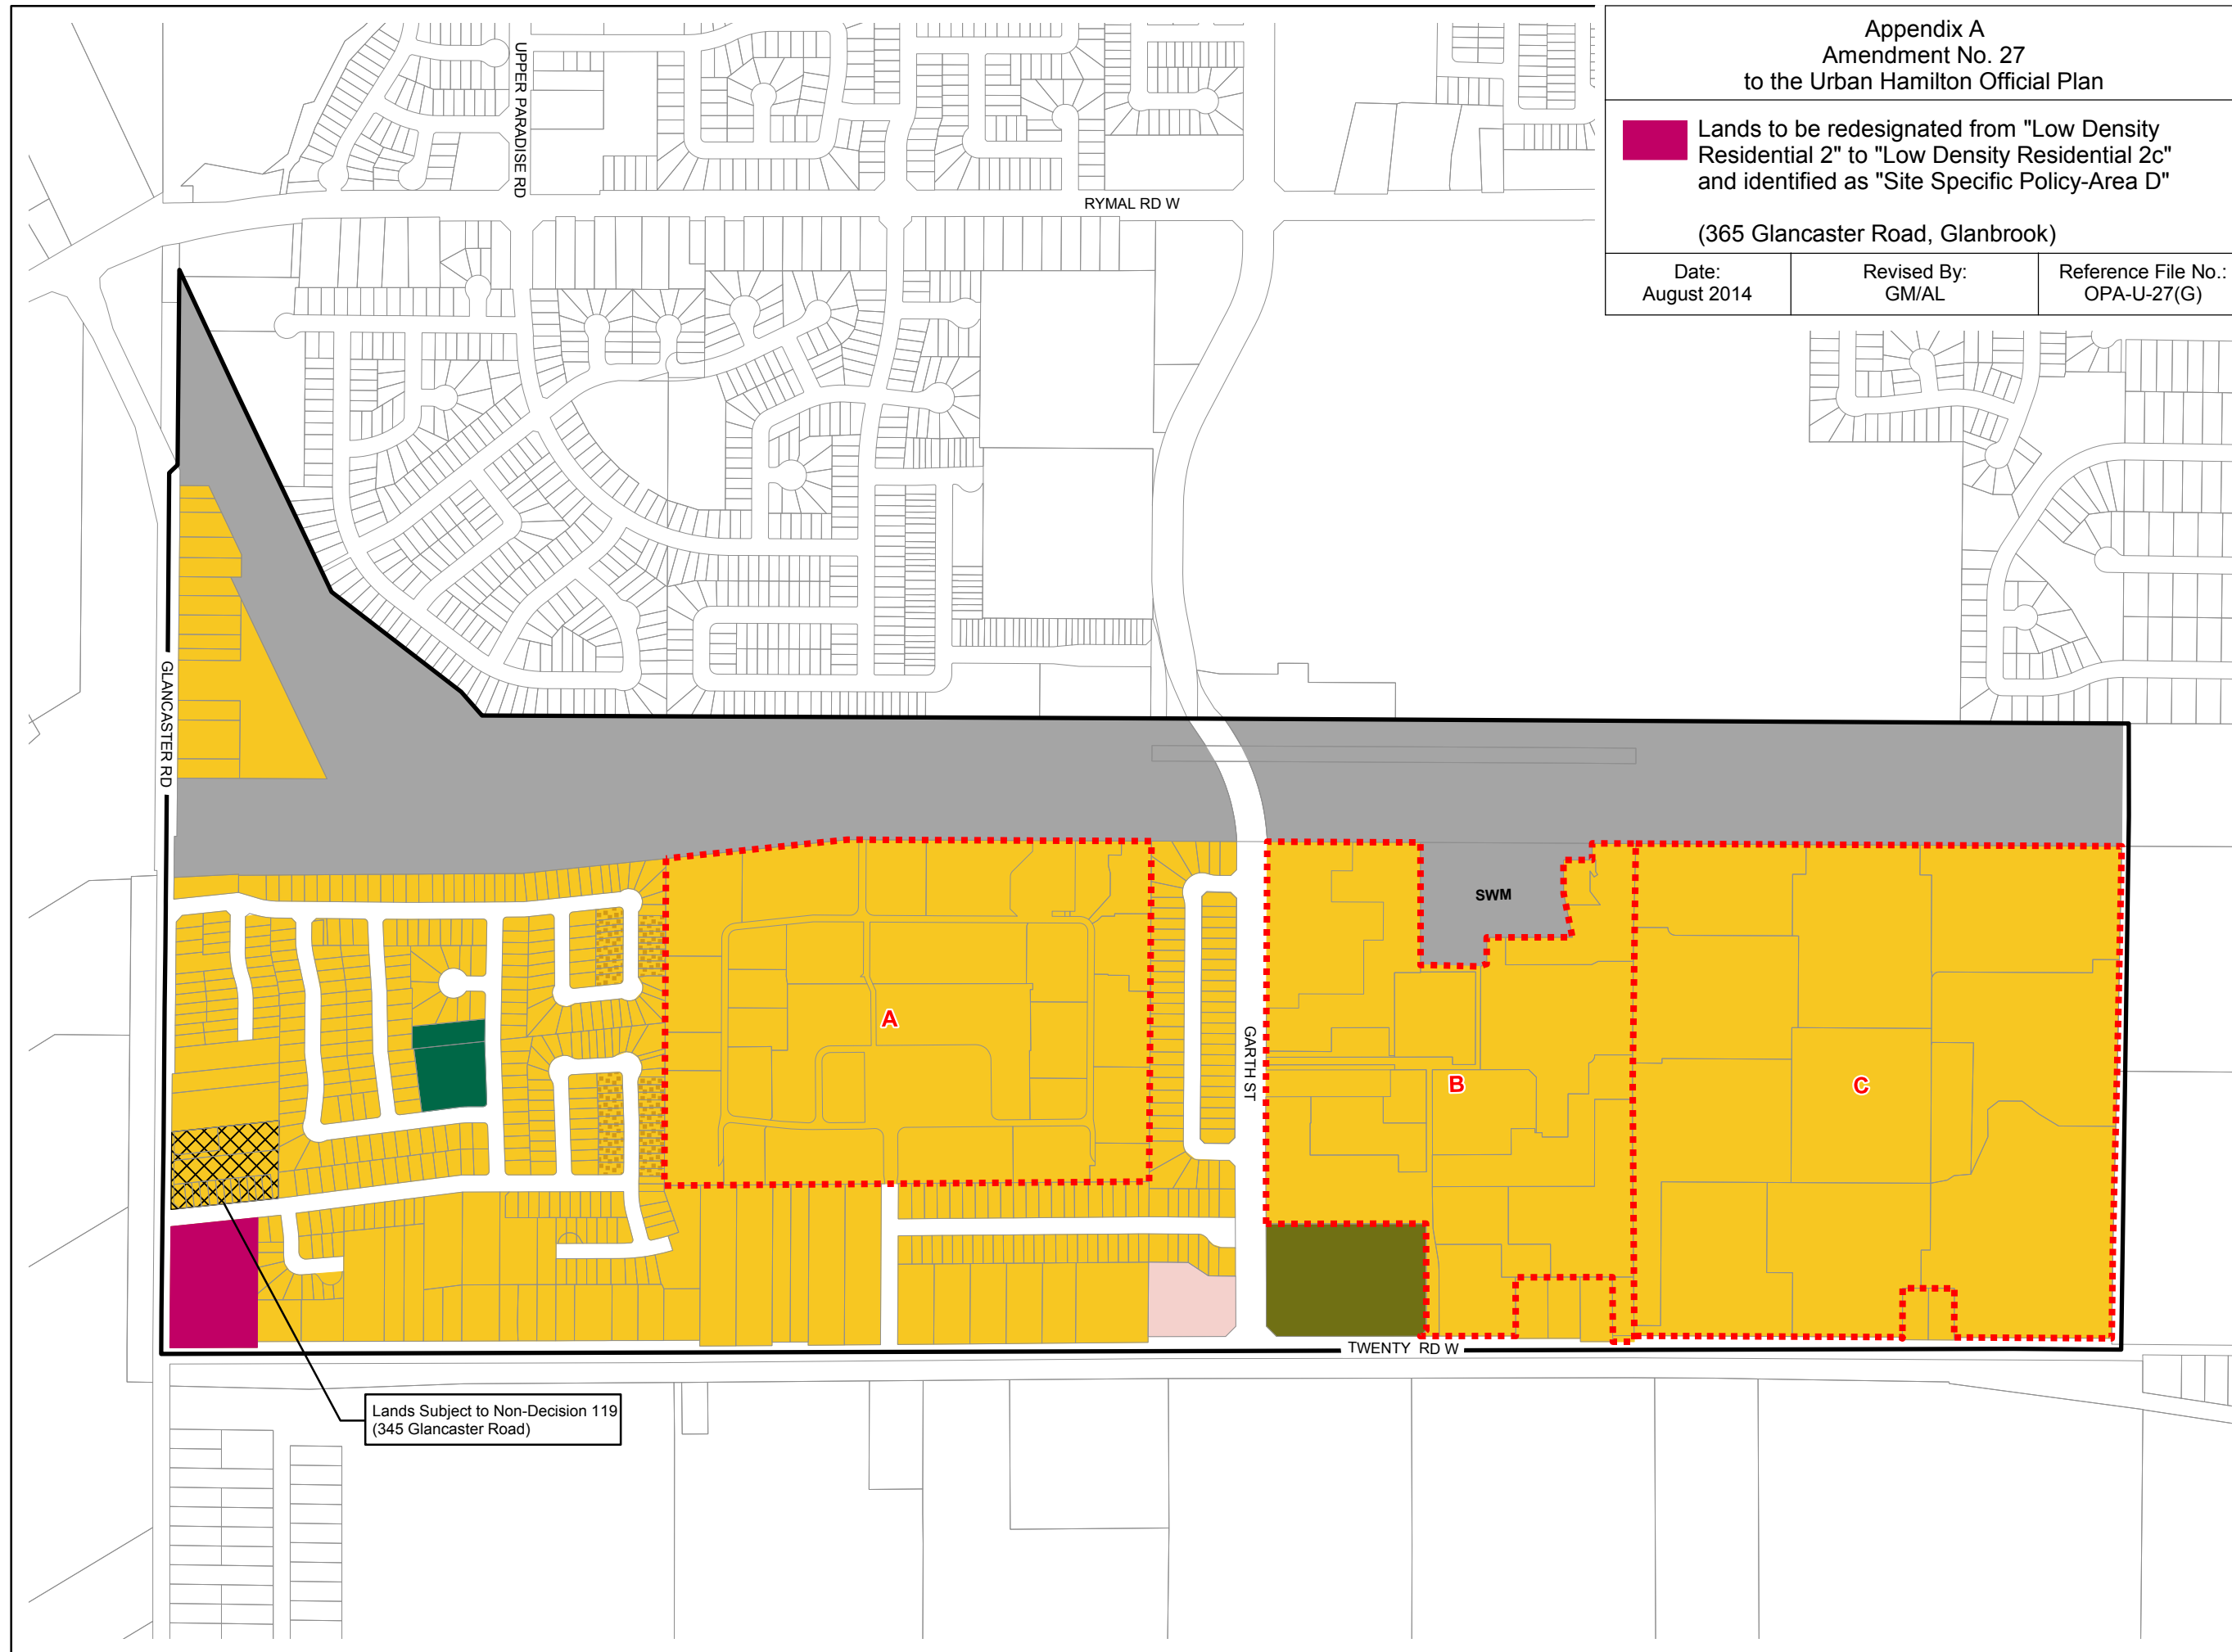 Appendix A
Amendment No. 27
to the Urban Hamilton Official Plan
Lands to be redesignated from "Low Density
Residential 2" to "Low Density Residential 2c"
and identified as "Site Specific Policy-Area D"
(365 Glancaster Road, Glanbrook)
Date:
August 2014
Revised By:
GM/AL
Reference File No.:
OPA-U-27(G)
UPPER PARADISE RD
RYMAL RD W
GLANCASTER RD
SWM
A
GARTH ST
B
C
TWENTY RD W
Lands Subject to Non-Decision 119
(345 Glancaster Road)